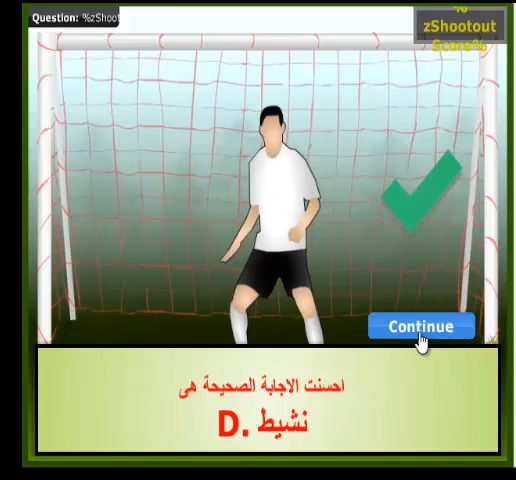 Question: %zShoot
%
zShootout
Score%
Continue
احسنت الاجابة الصحيحة هى
D. نشيط